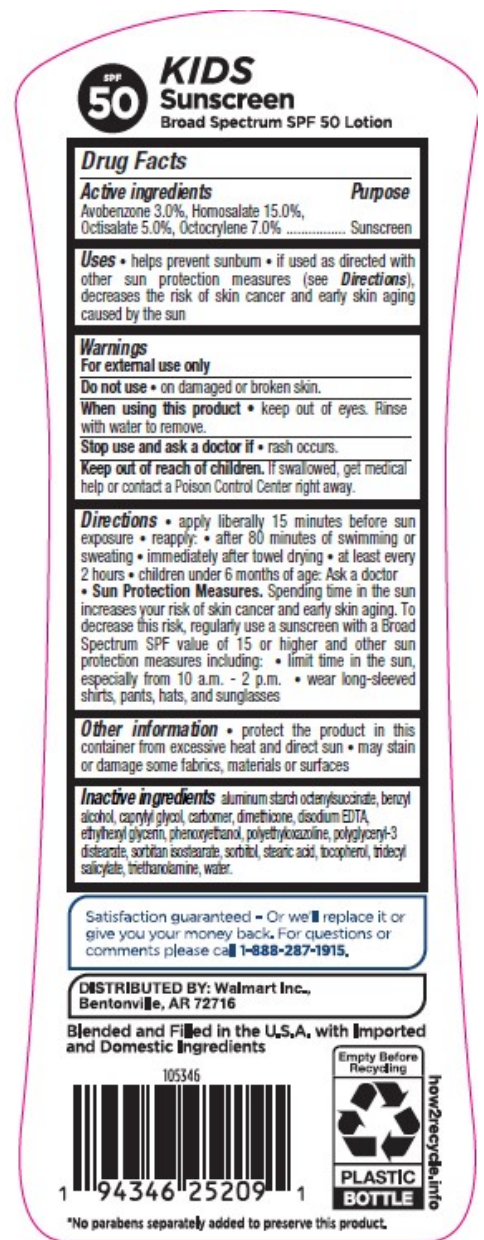 SPF
50
KIDS
Sunscreen
Broad Spectrum SPF 50 Lotion
Drug Facts
Active ingredients Purpose
Avobenzone 3.0%, Homosalate 15.0%,
Octisalate 5.0%, Octocrylene 7.0% ................. Sunscreen
Uses • helps prevent sunburn • if used as directed with
other sun protection measures (see Directions),
decreases the risk of skin cancer and early skin aging
caused by the sun
Warnings
For external use only
Do not use • on damaged or broken skin.
When using this product • keep out of eyes. Rinse
with water to remove.
Stop use and ask a doctor if • rash occurs.
Keep out of reach of children. If swallowed, get medical
help or contact a Poison Control Center right away.
Directions • apply liberally 15 minutes before sun
exposure • reapply: • after 80 minutes of swimming or
sweating • immediately after towel drying • at least every
2 hours • children under 6 months of age: Ask a doctor
• Sun Protection Measures. Spending time in the sun
increases your risk of skin cancer and early skin aging. To
decrease this risk, regularly use a sunscreen with a Broad
Spectrum SPF value of 15 or higher and other sun
protection measures including: • limit time in the sun,
especially from 10 a.m. - 2 p.m. • wear long-sleeved
shirts, pants, hats, and sunglasses
Other information • protect the product in this
container from excessive heat and direct sun • may stain
or damage some fabrics, materials or surfaces
Inactive ingredients aluminum starch octenylsuccinate, benzyl
alcohol, caprylyl glycol, carbomer, dimethicone, disodium EDTA,
ethylhexyl glycerin, phenoxyethanol, polyethyloxazoline, polyglyceryl-3
distearate, sorbitan isostearate, sorbitol, stearic acid, tocopherol, tridecyl
salicylate, triethanolamine, water.
Satisfaction guaranteed – Or we'll replace it or
give you your money back. For questions or
comments please call 1-888-287-1915.
DISTRIBUTED BY: Walmart Inc.,
Bentonville, AR 72716
Blended and Filled in the U.S.A. with Imported
and Domestic Ingredients
105346
1 94346 25209 1
Empty Before
Recycling
PLASTIC
BOTTLE
how2recycle.info
*No parabens separately added to preserve this product.